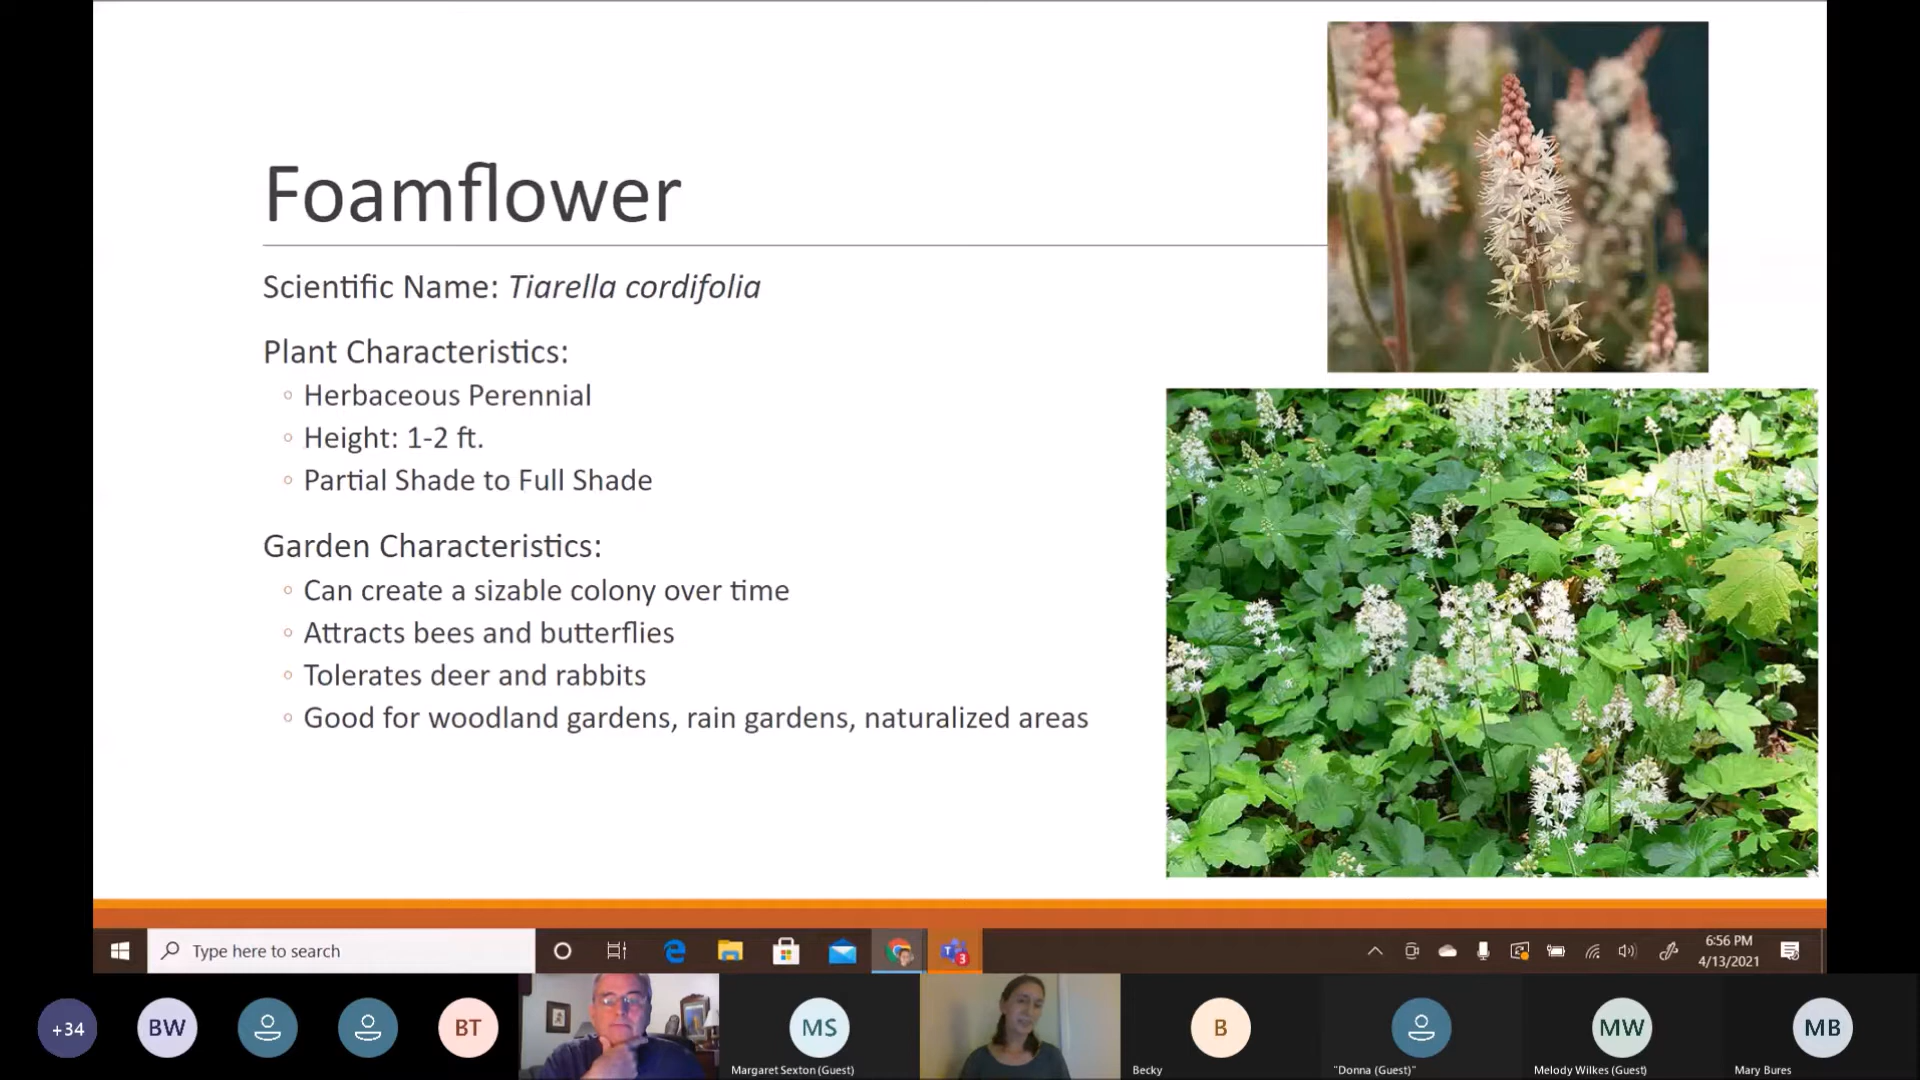 Foamflower
Scientific Name: Tiarella cordifolia
Plant Characteristics:
Herbaceous Perennial
Height: 1-2 ft.
Partial Shade to Full Shade
Garden Characteristics:
Can create a sizable colony over time
Attracts bees and butterflies
Tolerates deer and rabbits
Good for woodland gardens, rain gardens, naturalized areas
Type here to search
3
6:56 PM
4/13/2021
+34
BW
BT
MS
B
MW
MB
Margaret Sexton (Guest)
Becky
"Donna (Guest)"
Melody Wilkes (Guest)
Mary Bures